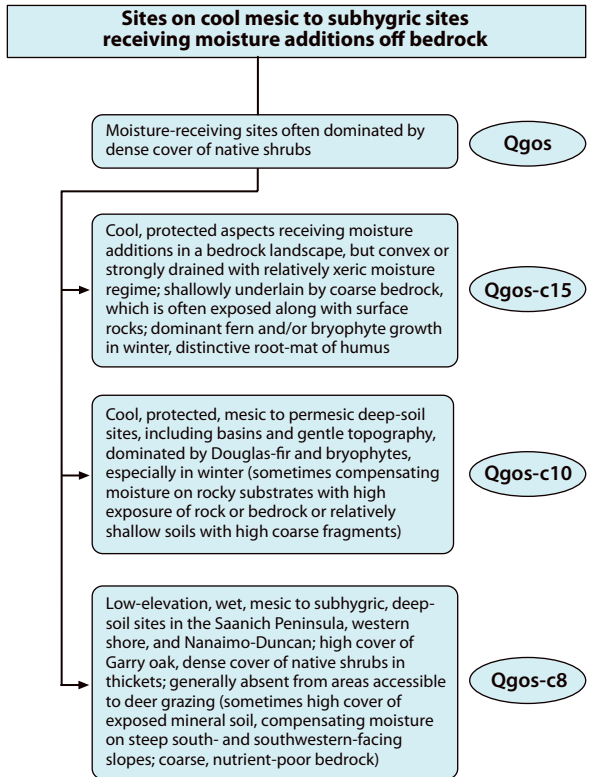 Sites on cool mesic to subhygric sites
receiving moisture additions off bedrock
Moisture-receiving sites often dominated by
dense cover of native shrubs
Qgos
Cool, protected aspects receiving moisture
additions in a bedrock landscape, but convex or
strongly drained with relatively xeric moisture
regime; shallowly underlain by coarse bedrock,
which is often exposed along with surface
rocks; dominant fern and/or bryophyte growth
in winter, distinctive root-mat of humus
Qgos-c15
Cool, protected, mesic to permesic deep-soil
sites, including basins and gentle topography,
dominated by Douglas-fir and bryophytes,
especially in winter (sometimes compensating
moisture on rocky substrates with high
exposure of rock or bedrock or relatively
shallow soils with high coarse fragments)
Qgos-c10
Low-elevation, wet, mesic to subhygric, deep-
soil sites in the Saanich Peninsula, western
shore, and Nanaimo-Duncan; high cover of
Garry oak, dense cover of native shrubs in
thickets; generally absent from areas accessible
to deer grazing (sometimes high cover of
exposed mineral soil, compensating moisture
on steep south- and southwestern-facing
slopes; coarse, nutrient-poor bedrock)
Qgos-c8